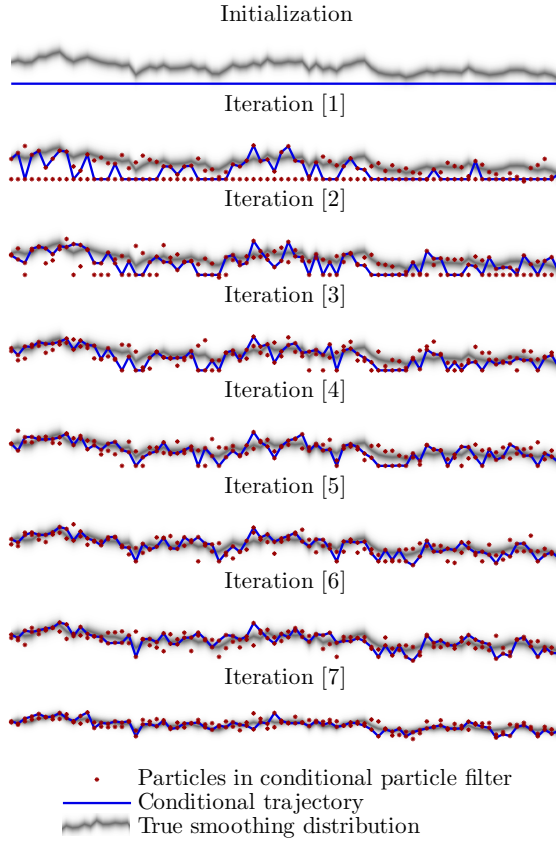 Initialization
Iteration [1]
Iteration [2]
Iteration [3]
Iteration [4]
Iteration [5]
Iteration [6]
Iteration [7]
Particles in conditional particle filter
Conditional trajectory
True smoothing distribution